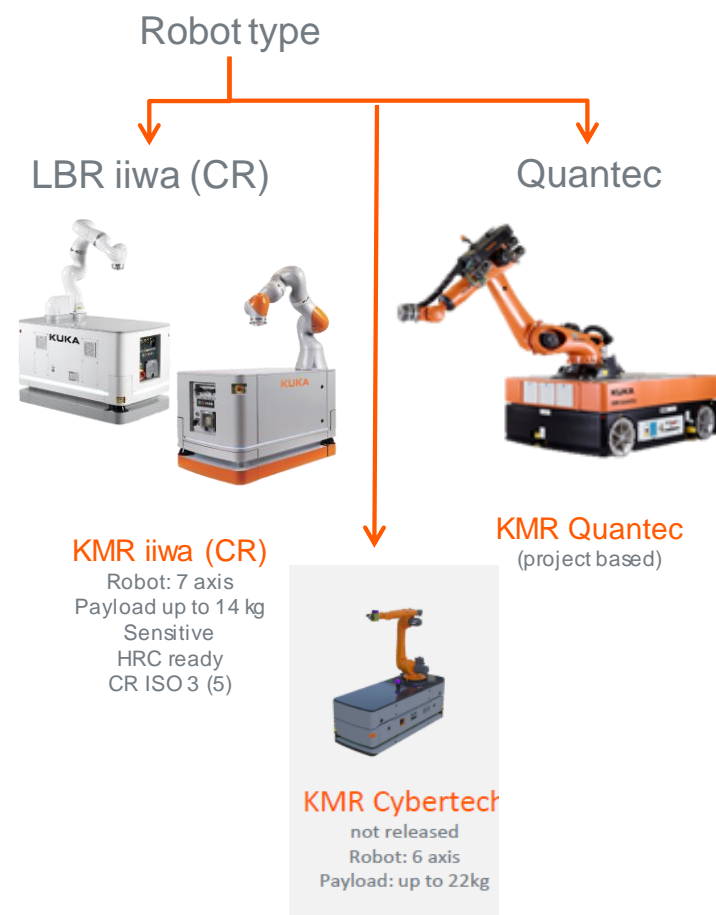 Robot type
LBR iiwa (CR)
Quantec
KUKA
KUKA
KUKA
KMR iiwa (CR)
Robot: 7 axis
Payload up to 14 kg
Sensitive
HRC ready
CR ISO 3 (5)
KMR Quantec
(project based)
KMR Cybertech
not released
Robot: 6 axis
Payload: up to 22kg